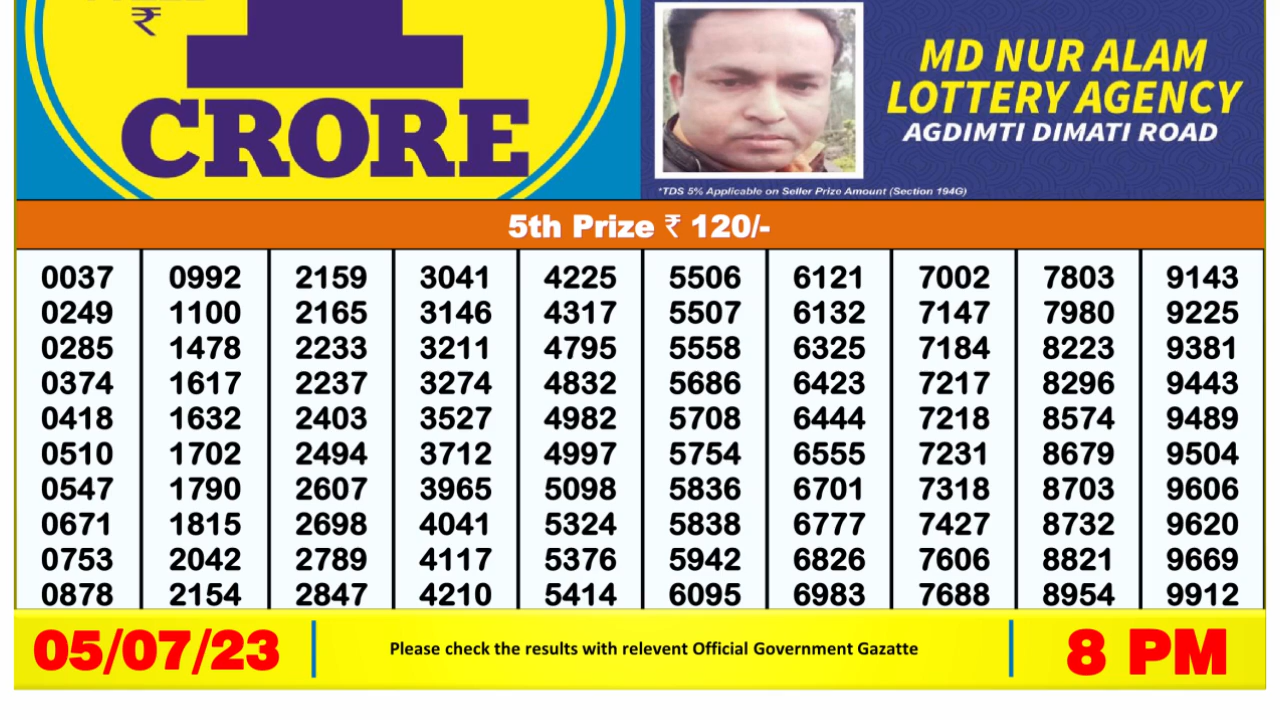 ₹
1
CRORE
MD NUR ALAM
LOTTERY AGENCY
AGDIMTI DIMATI ROAD
*TDS 5% Applicable on Seller Prize Amount (Section 194G)
5th Prize ₹ 120/-
0037 0992 2159 3041 4225 5506 6121 7002 7803 9143
0249 1100 2165 3146 4317 5507 6132 7147 7980 9225
0285 1478 2233 3211 4795 5558 6325 7184 8223 9381
0374 1617 2237 3274 4832 5686 6423 7217 8296 9443
0418 1632 2403 3527 4982 5708 6444 7218 8574 9489
0510 1702 2494 3712 4997 5754 6555 7231 8679 9504
0547 1790 2607 3965 5098 5836 6701 7318 8703 9606
0671 1815 2698 4041 5324 5838 6777 7427 8732 9620
0753 2042 2789 4117 5376 5942 6826 7606 8821 9669
0878 2154 2847 4210 5414 6095 6983 7688 8954 9912
05/07/23
Please check the results with relevent Official Government Gazatte
8 PM